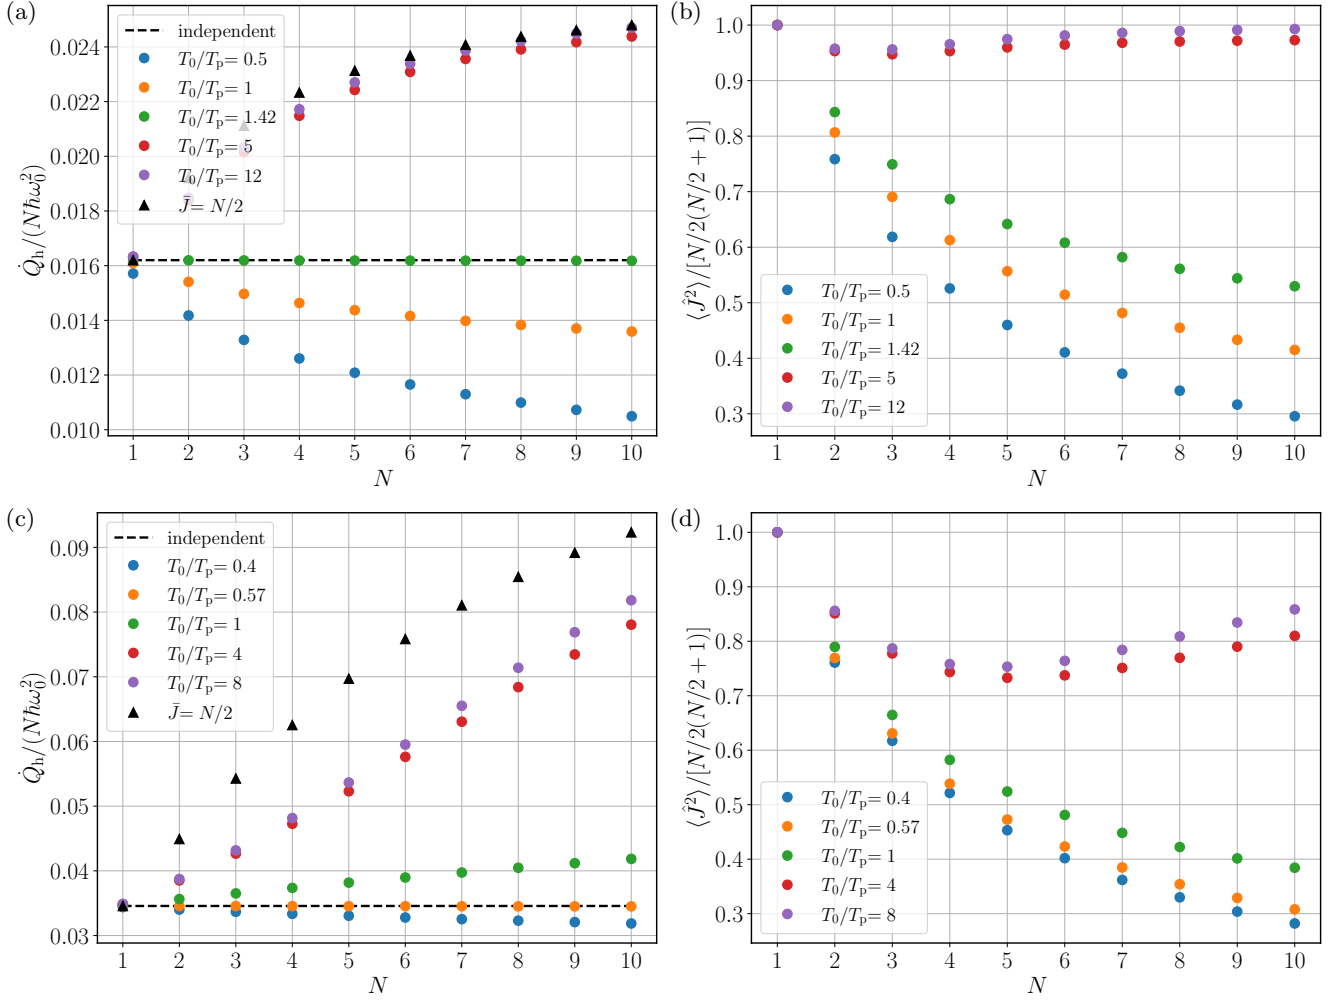 (a)
Q̇h/(Nħω₀²)
0.024
0.022
0.020
0.018
0.016
0.014
0.012
0.010
independent
T₀/Tp = 0.5
T₀/Tp = 1
T₀/Tp = 1.42
T₀/Tp = 5
T₀/Tp = 12
J̄ = N/2
1 2 3 4 5 6 7 8 9 10
N
(b)
⟨Ĵ²⟩/[N/2(N/2 + 1)]
1.0
0.9
0.8
0.7
0.6
0.5
0.4
0.3
T₀/Tp = 0.5
T₀/Tp = 1
T₀/Tp = 1.42
T₀/Tp = 5
T₀/Tp = 12
1 2 3 4 5 6 7 8 9 10
N
(c)
Q̇h/(Nħω₀²)
0.09
0.08
0.07
0.06
0.05
0.04
0.03
independent
T₀/Tp = 0.4
T₀/Tp = 0.57
T₀/Tp = 1
T₀/Tp = 4
T₀/Tp = 8
J̄ = N/2
1 2 3 4 5 6 7 8 9 10
N
(d)
⟨Ĵ²⟩/[N/2(N/2 + 1)]
1.0
0.9
0.8
0.7
0.6
0.5
0.4
0.3
T₀/Tp = 0.4
T₀/Tp = 0.57
T₀/Tp = 1
T₀/Tp = 4
T₀/Tp = 8
1 2 3 4 5 6 7 8 9 10
N